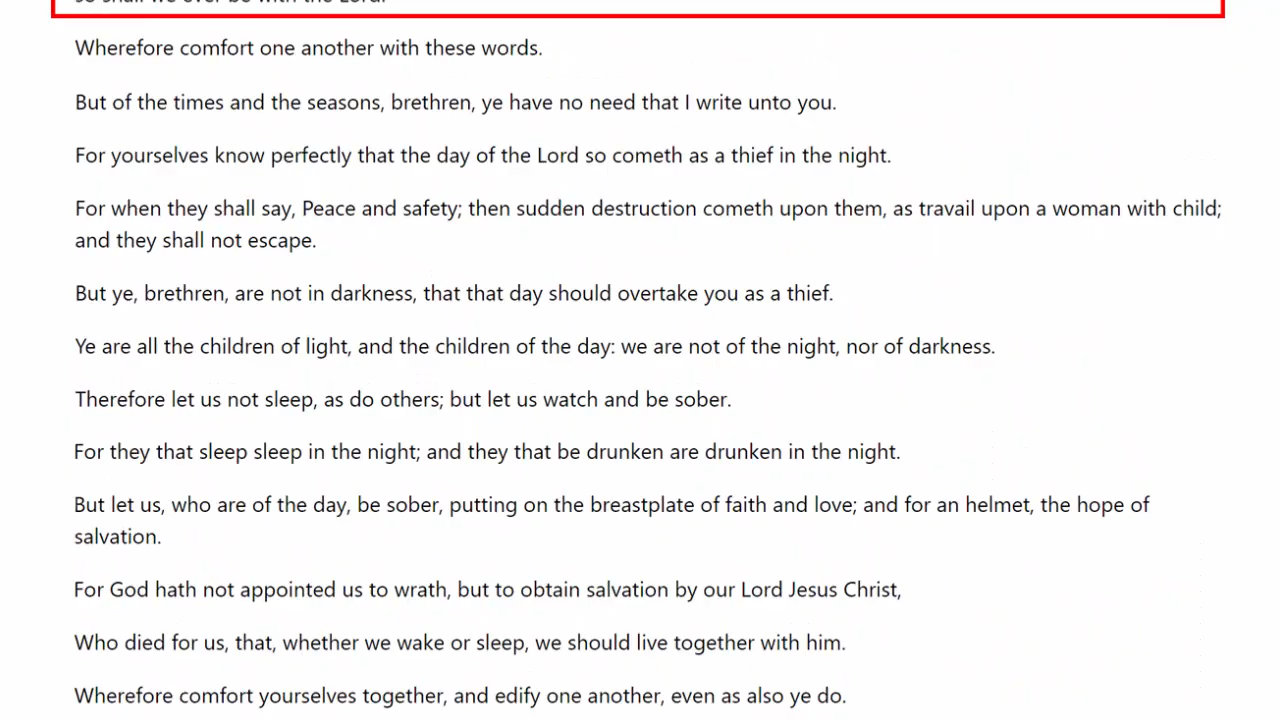 so shall we ever be with the Lord.
Wherefore comfort one another with these words.
But of the times and the seasons, brethren, ye have no need that I write unto you.
For yourselves know perfectly that the day of the Lord so cometh as a thief in the night.
For when they shall say, Peace and safety; then sudden destruction cometh upon them, as travail upon a woman with child;
and they shall not escape.
But ye, brethren, are not in darkness, that that day should overtake you as a thief.
Ye are all the children of light, and the children of the day: we are not of the night, nor of darkness.
Therefore let us not sleep, as do others; but let us watch and be sober.
For they that sleep sleep in the night; and they that be drunken are drunken in the night.
But let us, who are of the day, be sober, putting on the breastplate of faith and love; and for an helmet, the hope of
salvation.
For God hath not appointed us to wrath, but to obtain salvation by our Lord Jesus Christ,
Who died for us, that, whether we wake or sleep, we should live together with him.
Wherefore comfort yourselves together, and edify one another, even as also ye do.